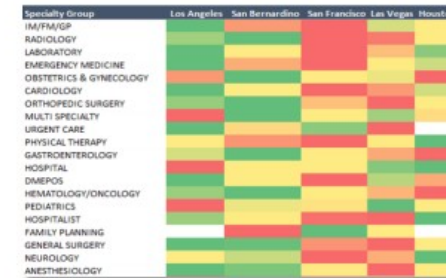 Specialty Group Los Angeles San Bernardino San Francisco Las Vegas Houst
IM/FM/GP
RADIOLOGY
LABORATORY
EMERGENCY MEDICINE
OBSTETRICS & GYNECOLOGY
CARDIOLOGY
ORTHOPEDIC SURGERY
MULTI SPECIALTY
URGENT CARE
PHYSICAL THERAPY
GASTROENTEROLOGY
HOSPITAL
DMEPOS
HEMATOLOGY/ONCOLOGY
PEDIATRICS
HOSPITALIST
FAMILY PLANNING
GENERAL SURGERY
NEUROLOGY
ANESTHESIOLOGY